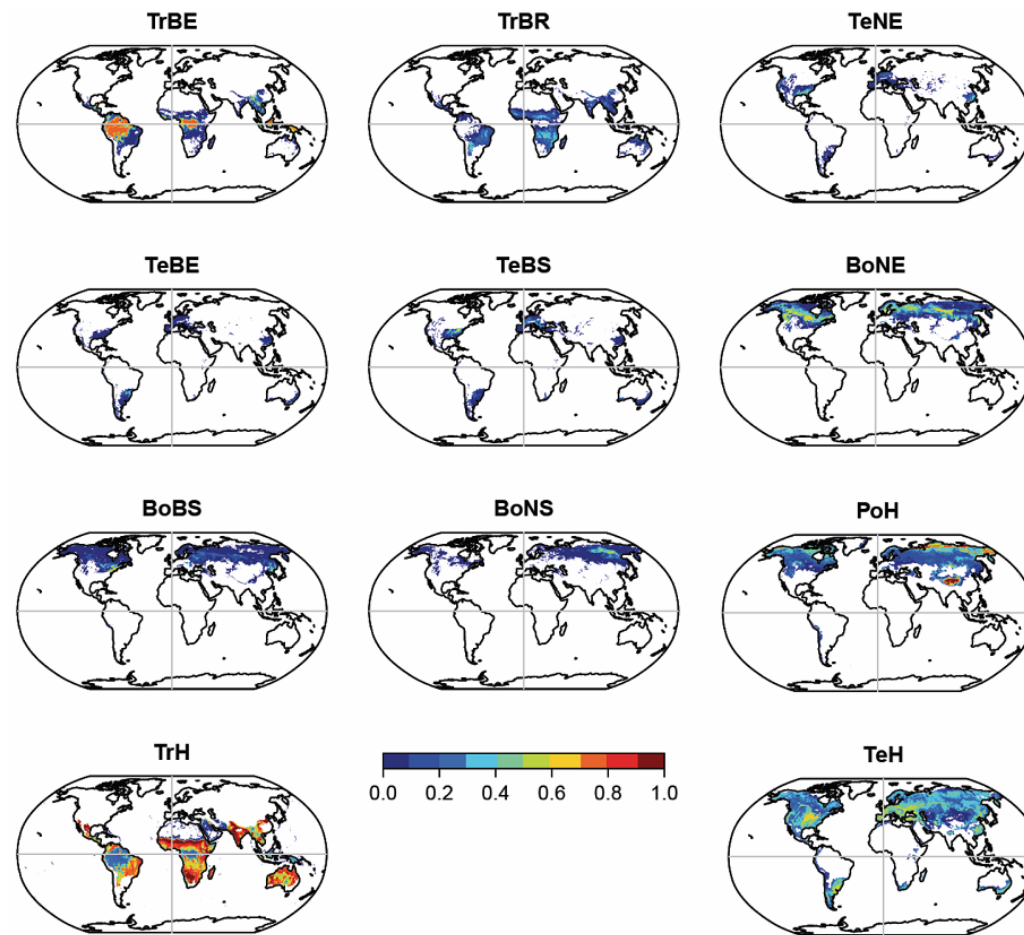 TrBE TrBR TeNE
TeBE TeBS BoNE
BoBS BoNS PoH
TrH TeH
0.0 0.2 0.4 0.6 0.8 1.0